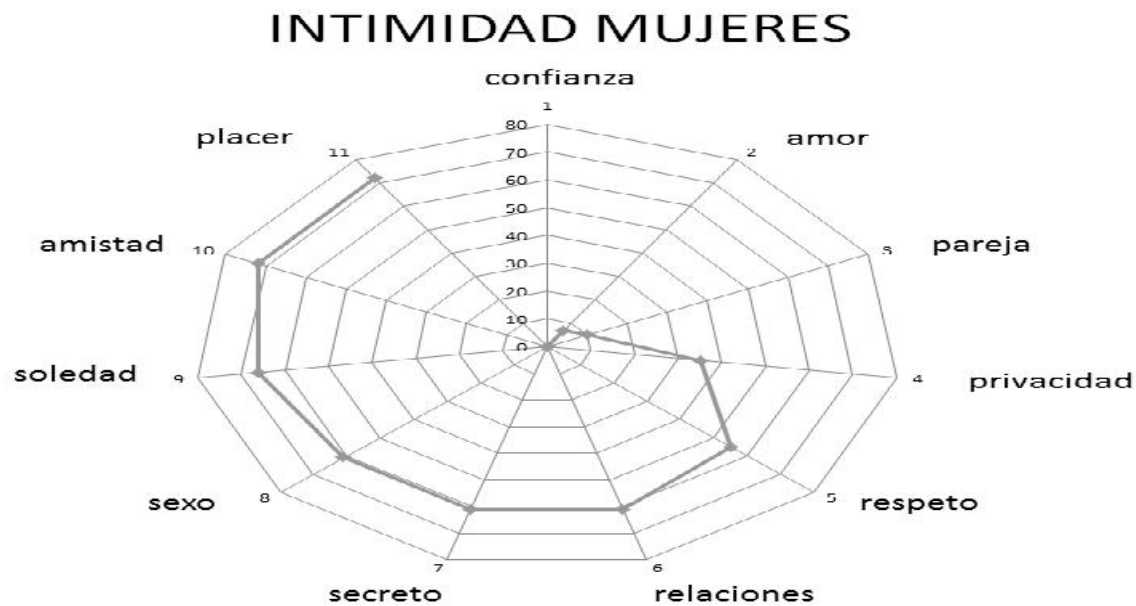 INTIMIDAD MUJERES
confianza
1
80
70
60
50
40
30
20
10
0
amor
2
pareja
3
privacidad
4
respeto
5
relaciones
6
secreto
7
sexo
8
soledad
9
amistad
10
placer
11